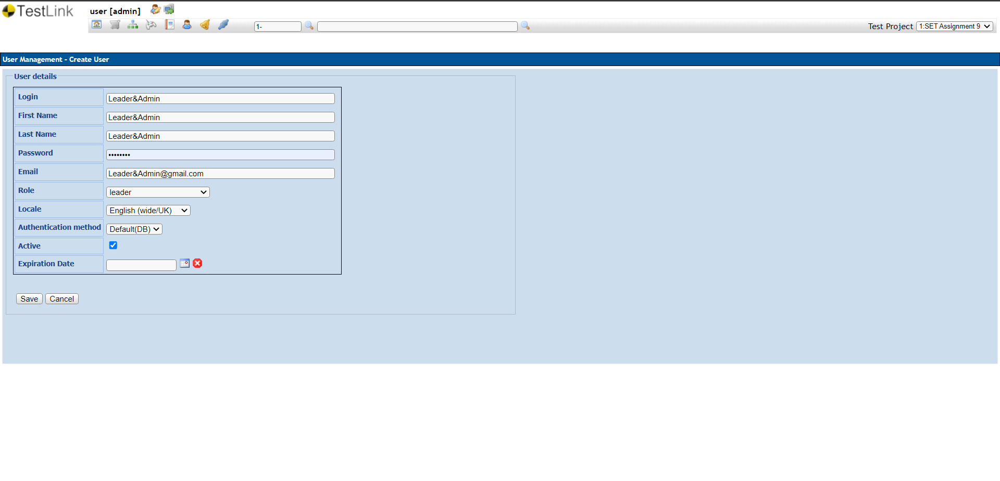 TestLink
user [admin]
1-
Test Project 1:SET Assignment 9
User Management - Create User
User details
Login Leader&Admin
First Name Leader&Admin
Last Name Leader&Admin
Password ••••••••
Email Leader&Admin@gmail.com
Role leader
Locale English (wide/UK)
Authentication method Default(DB)
Active
Expiration Date
Save Cancel